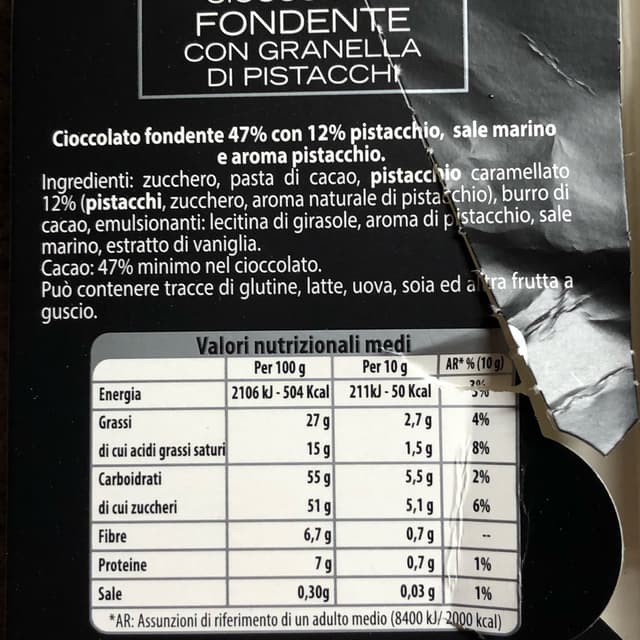 FONDENTE
CON GRANELLA
DI PISTACCHI
Cioccolato fondente 47% con 12% pistacchio, sale marino
e aroma pistacchio.
Ingredienti: zucchero, pasta di cacao, pistacchio caramellato
12% (pistacchi, zucchero, aroma naturale di pistacchio), burro di
cacao, emulsionanti: lecitina di girasole, aroma di pistacchio, sale
marino, estratto di vaniglia.
Cacao: 47% minimo nel cioccolato.
Può contenere tracce di glutine, latte, uova, soia ed altra frutta a
guscio.
Valori nutrizionali medi
Per 100 g Per 10 g AR* % (10 g)
Energia 2106 kJ - 504 Kcal 211kJ - 50 Kcal 3%
Grassi 27 g 2,7 g 4%
di cui acidi grassi saturi 15 g 1,5 g 8%
Carboidrati 55 g 5,5 g 2%
di cui zuccheri 51 g 5,1 g 6%
Fibre 6,7 g 0,7 g --
Proteine 7 g 0,7 g 1%
Sale 0,30g 0,03 g 1%
*AR: Assunzioni di riferimento di un adulto medio (8400 kJ/ 2000 kcal)